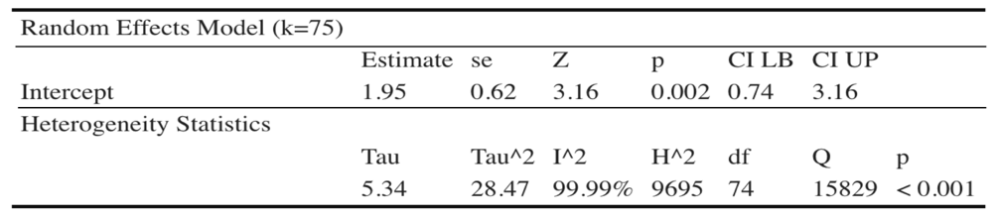 Random Effects Model (k=75)
Estimate se Z p CI LB CI UP
Intercept 1.95 0.62 3.16 0.002 0.74 3.16
Heterogeneity Statistics
Tau Tau^2 I^2 H^2 df Q p
5.34 28.47 99.99% 9695 74 15829 < 0.001